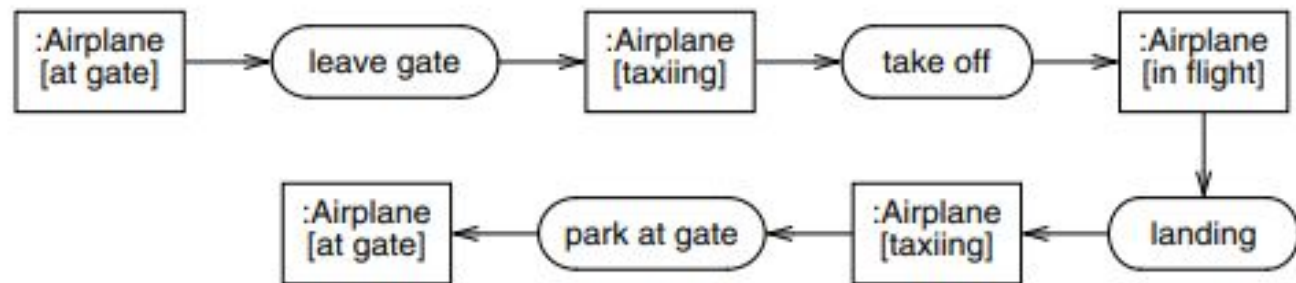 :Airplane
[at gate]
leave gate
:Airplane
[taxiing]
take off
:Airplane
[in flight]
landing
:Airplane
[taxiing]
park at gate
:Airplane
[at gate]